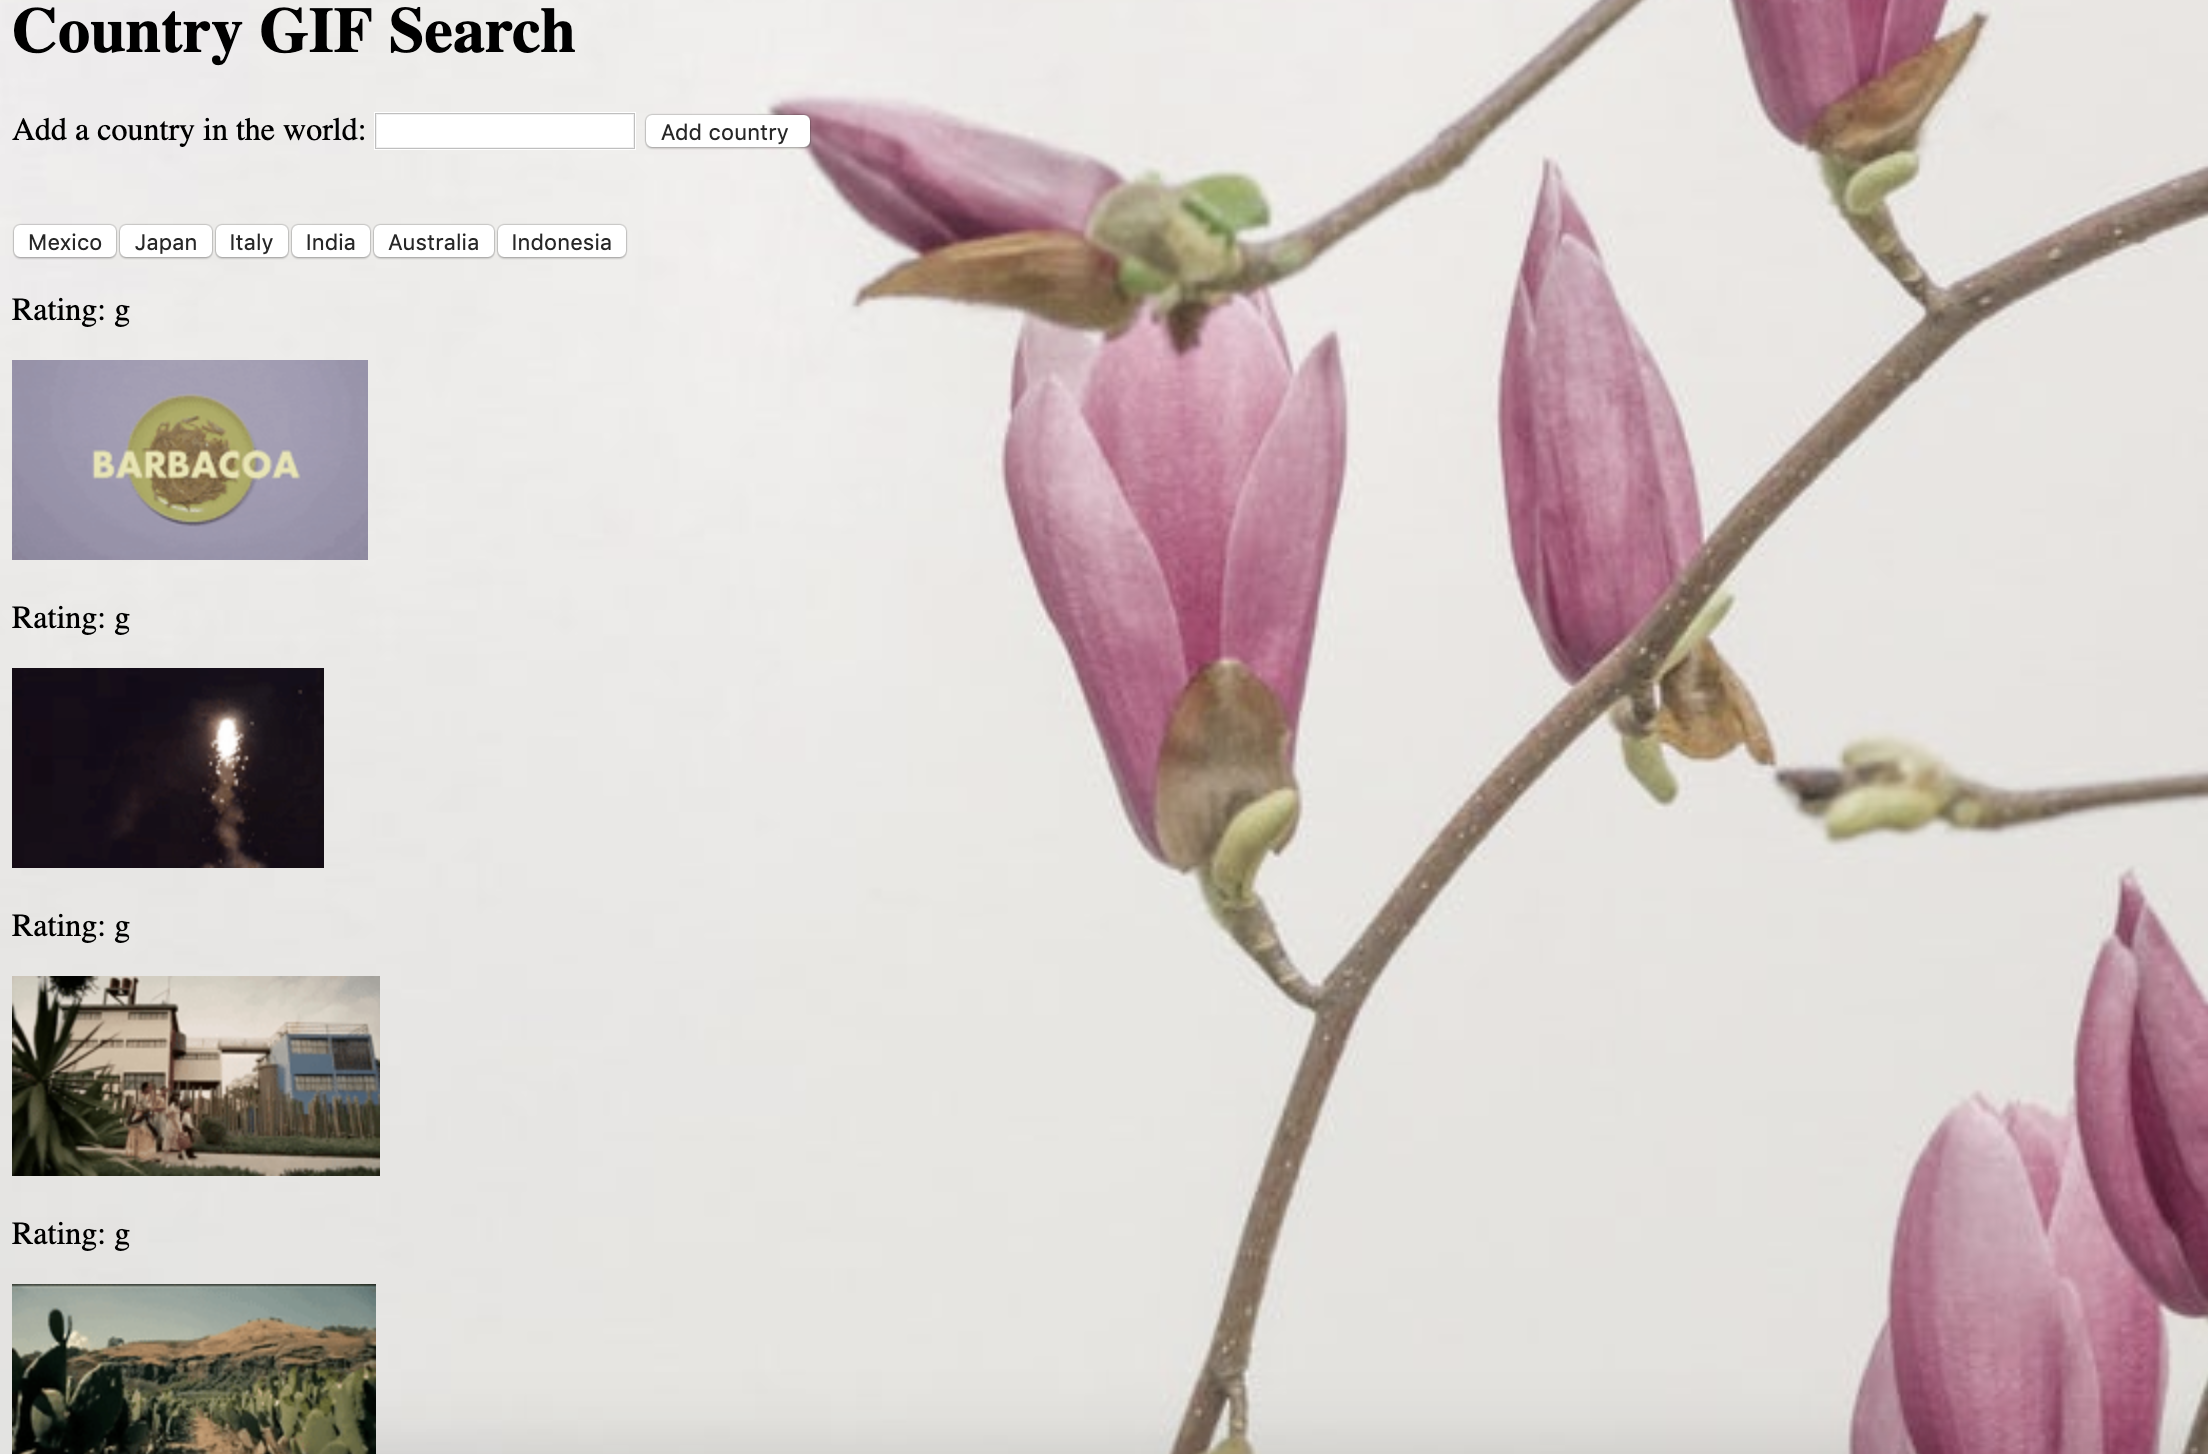 Country GIF Search
Add a country in the world: Add country
Mexico Japan Italy India Australia Indonesia
Rating: g
BARBACOA
Rating: g
Rating: g
Rating: g